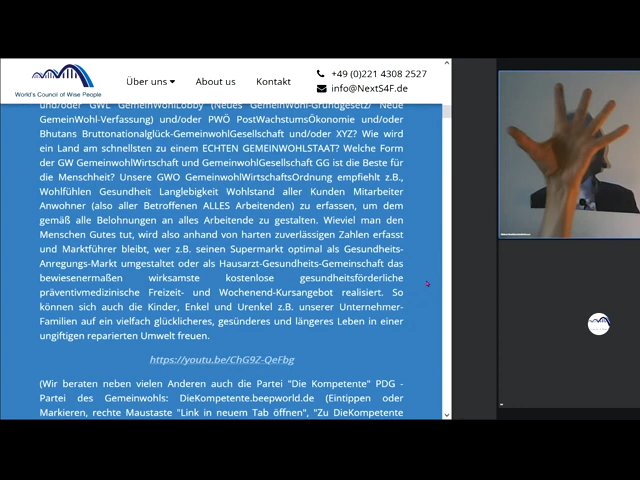 World's Council of Wise People
Über uns
About us
Kontakt
+49 (0)221 4308 2527
info@NextS4F.de
und/oder GWL GemeinWohlLobby (Neues GemeinWohl-Grundgesetz/ Neue
GemeinWohl-Verfassung) und/oder PWÖ PostWachstumsÖkonomie und/oder
Bhutans Bruttonationalglück-GemeinwohlGesellschaft und/oder XYZ? Wie wird
ein Land am schnellsten zu einem ECHTEN GEMEINWOHLSTAAT? Welche Form
der GW GemeinwohlWirtschaft und GemeinwohlGesellschaft GG ist die Beste für
die Menschheit? Unsere GWO GemeinwohlWirtschaftsOrdnung empfiehlt z.B.,
Wohlfühlen Gesundheit Langlebigkeit Wohlstand aller Kunden Mitarbeiter
Anwohner (also aller Betroffenen ALLES Arbeitenden) zu erfassen, um dem
gemäß alle Belohnungen an alles Arbeitende zu gestalten. Wieviel man den
Menschen Gutes tut, wird also anhand von harten zuverlässigen Zahlen erfasst
und Marktführer bleibt, wer z.B. seinen Supermarkt optimal als Gesundheits-
Anregungs-Markt umgestaltet oder als Hausarzt-Gesundheits-Gemeinschaft das
bewiesenermaßen wirksamste kostenlose gesundheitsförderliche
präventivmedizinische Freizeit- und Wochenend-Kursangebot realisiert. So
können sich auch die Kinder, Enkel und Urenkel z.B. unserer Unternehmer-
Familien auf ein vielfach glücklicheres, gesünderes und längeres Leben in einer
ungiftigen reparierten Umwelt freuen.
https://youtu.be/ChG9Z-QeFbg
(Wir beraten neben vielen Anderen auch die Partei "Die Kompetente" PDG -
Partei des Gemeinwohls: DieKompetente.beepworld.de (Eintippen oder
Markieren, rechte Maustaste "Link in neuem Tab öffnen", "Zu DieKompetente